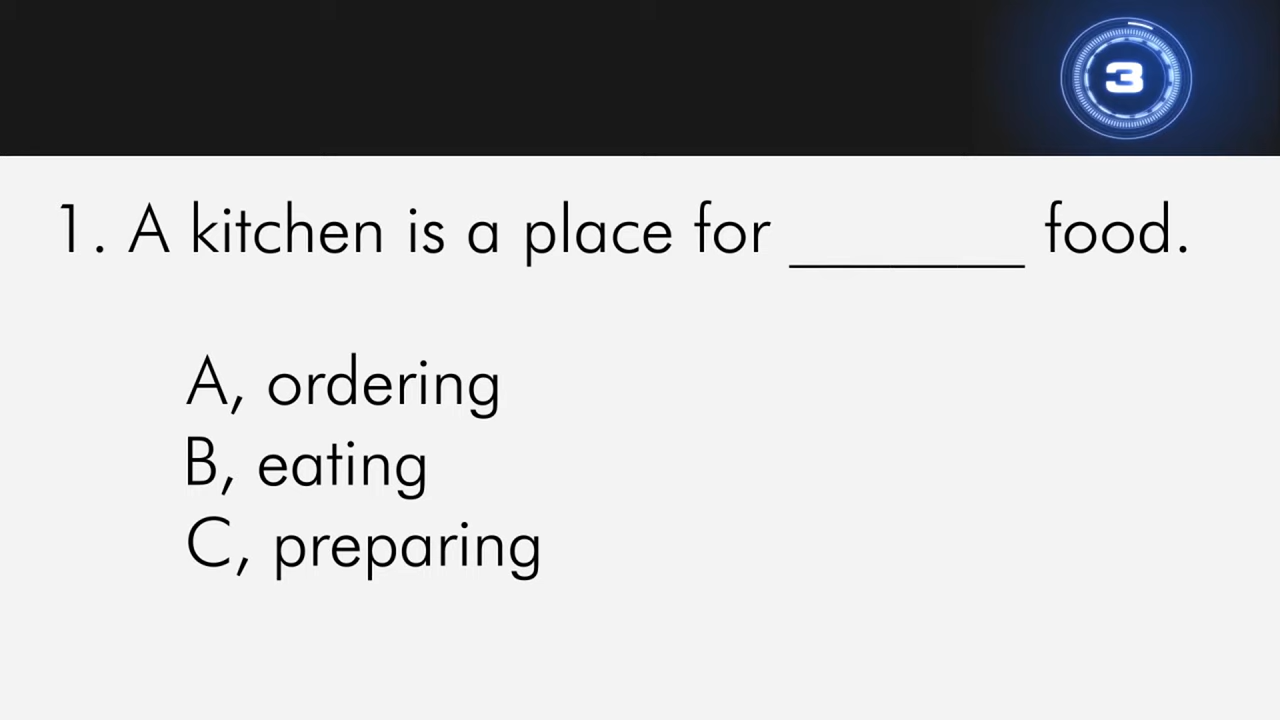 3
1. A kitchen is a place for ________ food.
A, ordering
B, eating
C, preparing